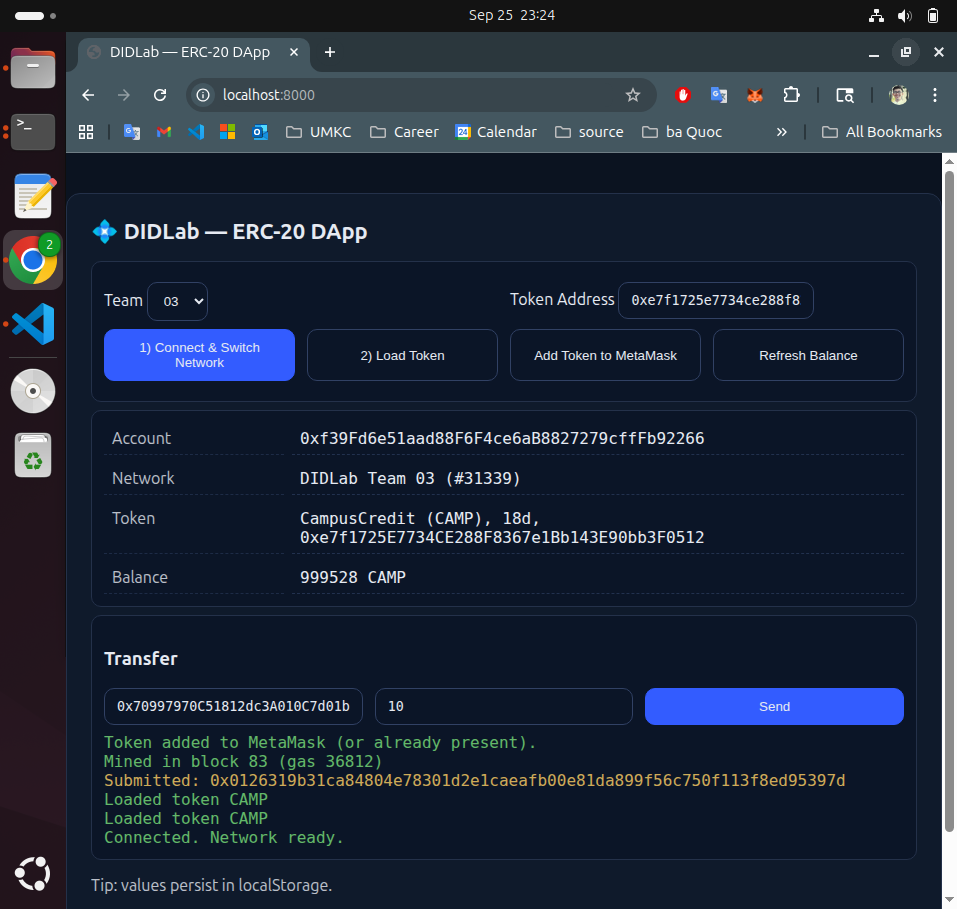 Sep 25 23:24
DIDLab — ERC-20 DApp
localhost:8000
UMKC
Career
24 Calendar
source
ba Quoc
»
All Bookmarks
2
DIDLab — ERC-20 DApp
Team 03
Token Address 0xe7f1725e7734ce288f8
1) Connect & Switch
Network
2) Load Token
Add Token to MetaMask
Refresh Balance
Account 0xf39Fd6e51aad88F6F4ce6aB8827279cffFb92266
Network DIDLab Team 03 (#31339)
Token CampusCredit (CAMP), 18d,
0xe7f1725E7734CE288F8367e1Bb143E90bb3F0512
Balance 999528 CAMP
Transfer
0x70997970C51812dc3A010C7d01b
10
Send
Token added to MetaMask (or already present).
Mined in block 83 (gas 36812)
Submitted: 0x0126319b31ca84804e78301d2e1caeafb00e81da899f56c750f113f8ed95397d
Loaded token CAMP
Loaded token CAMP
Connected. Network ready.
Tip: values persist in localStorage.